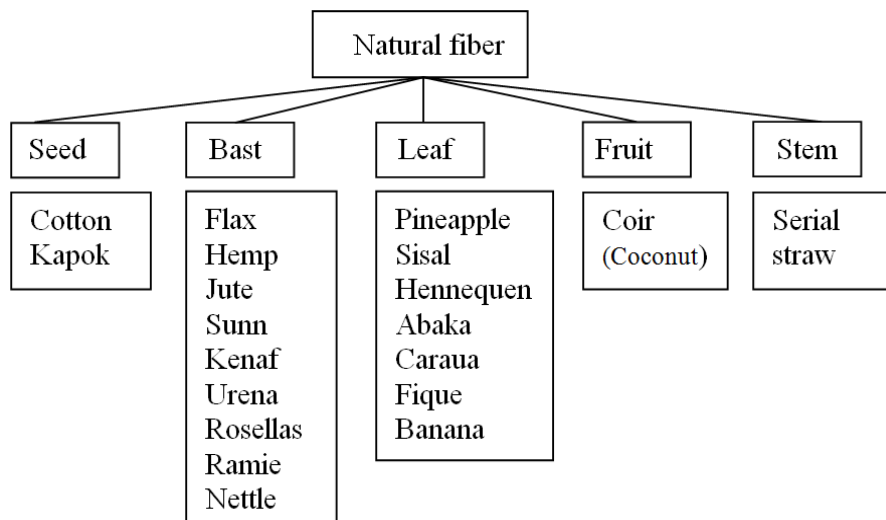 Natural fiber
Seed
Bast
Leaf
Fruit
Stem
Cotton
Kapok
Flax
Hemp
Jute
Sunn
Kenaf
Urena
Rosellas
Ramie
Nettle
Pineapple
Sisal
Hennequen
Abaka
Caraua
Fique
Banana
Coir
(Coconut)
Serial
straw